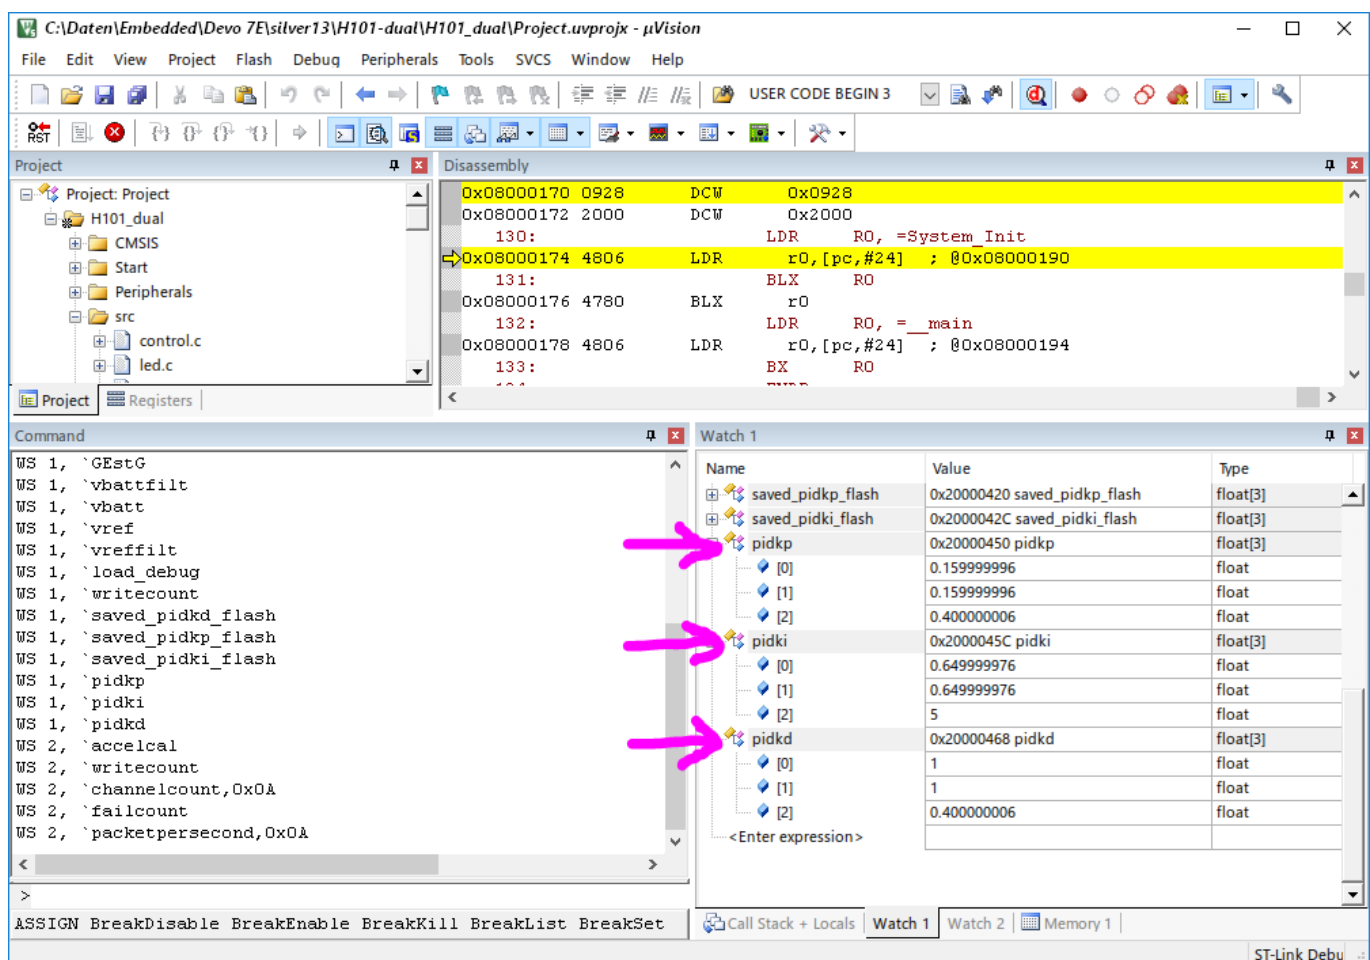 C:\Daten\Embedded\Devo 7E\silver13\H101-dual\H101_dual\Project.uvprojx - µVision
File Edit View Project Flash Debug Peripherals Tools SVCS Window Help
USER CODE BEGIN 3
RST
Project
Project: Project
H101_dual
CMSIS
Start
Peripherals
src
control.c
led.c
Project Registers
Disassembly
0x08000170 0928 DCW 0x0928
0x08000172 2000 DCW 0x2000
130: LDR R0, =System_Init
0x08000174 4806 LDR r0,[pc,#24] ; @0x08000190
131: BLX R0
0x08000176 4780 BLX r0
132: LDR R0, =__main
0x08000178 4806 LDR r0,[pc,#24] ; @0x08000194
133: BX R0
Command
WS 1, `GEstG
WS 1, `vbattfilt
WS 1, `vbatt
WS 1, `vref
WS 1, `vreffilt
WS 1, `load_debug
WS 1, `writecount
WS 1, `saved_pidkd_flash
WS 1, `saved_pidkp_flash
WS 1, `saved_pidki_flash
WS 1, `pidkp
WS 1, `pidki
WS 1, `pidkd
WS 2, `accelcal
WS 2, `writecount
WS 2, `channelcount,0x0A
WS 2, `failcount
WS 2, `packetpersecond,0x0A
>
ASSIGN BreakDisable BreakEnable BreakKill BreakList BreakSet
Watch 1
Name Value Type
saved_pidkp_flash 0x20000420 saved_pidkp_flash float[3]
saved_pidki_flash 0x2000042C saved_pidki_flash float[3]
pidkp 0x20000450 pidkp float[3]
[0] 0.159999996 float
[1] 0.159999996 float
[2] 0.400000006 float
pidki 0x2000045C pidki float[3]
[0] 0.649999976 float
[1] 0.649999976 float
[2] 5 float
pidkd 0x20000468 pidkd float[3]
[0] 1 float
[1] 1 float
[2] 0.400000006 float
<Enter expression>
Call Stack + Locals Watch 1 Watch 2 Memory 1
ST-Link Debu